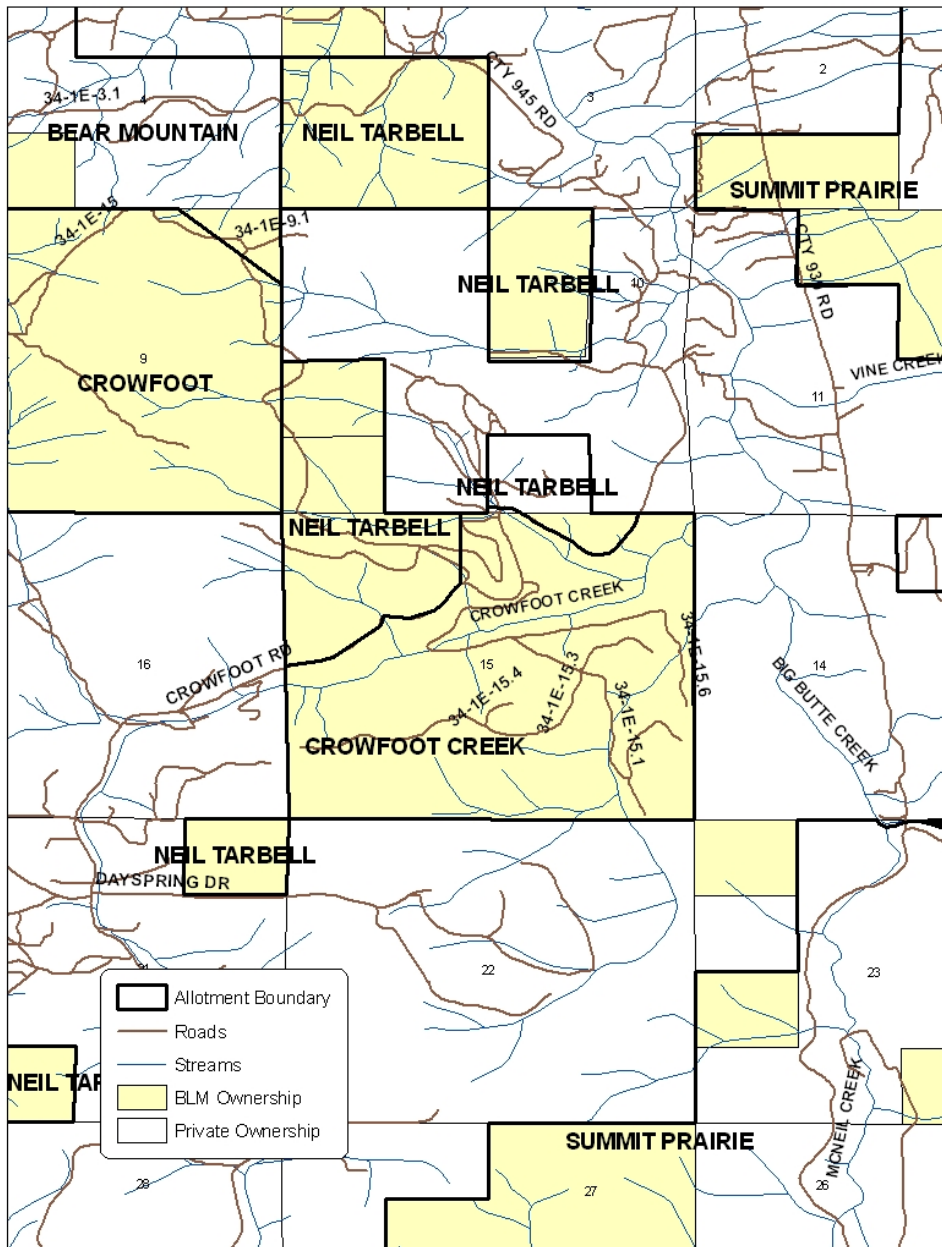 2
CTY 945 RD
3
34-1E-3.1
4
BEAR MOUNTAIN
NEIL TARBELL
SUMMIT PRAIRIE
34-1E-15
34-1E-9.1
NEIL TARBELL
10
CTY 930 RD
9
CROWFOOT
VINE CREEK
11
NEIL TARBELL
NEIL TARBELL
CROWFOOT CREEK
CROWFOOT RD
16
15
14
34-1E-15.4
34-1E-15.3
34-1E-15.1
34-1E-15.6
BIG BUTTE CREEK
CROWFOOT CREEK
NEIL TARBELL
DAYSPRING DR
22
23
Allotment Boundary
Roads
Streams
BLM Ownership
Private Ownership
NEIL TAR
MCNEIL CREEK
SUMMIT PRAIRIE
28
27
26